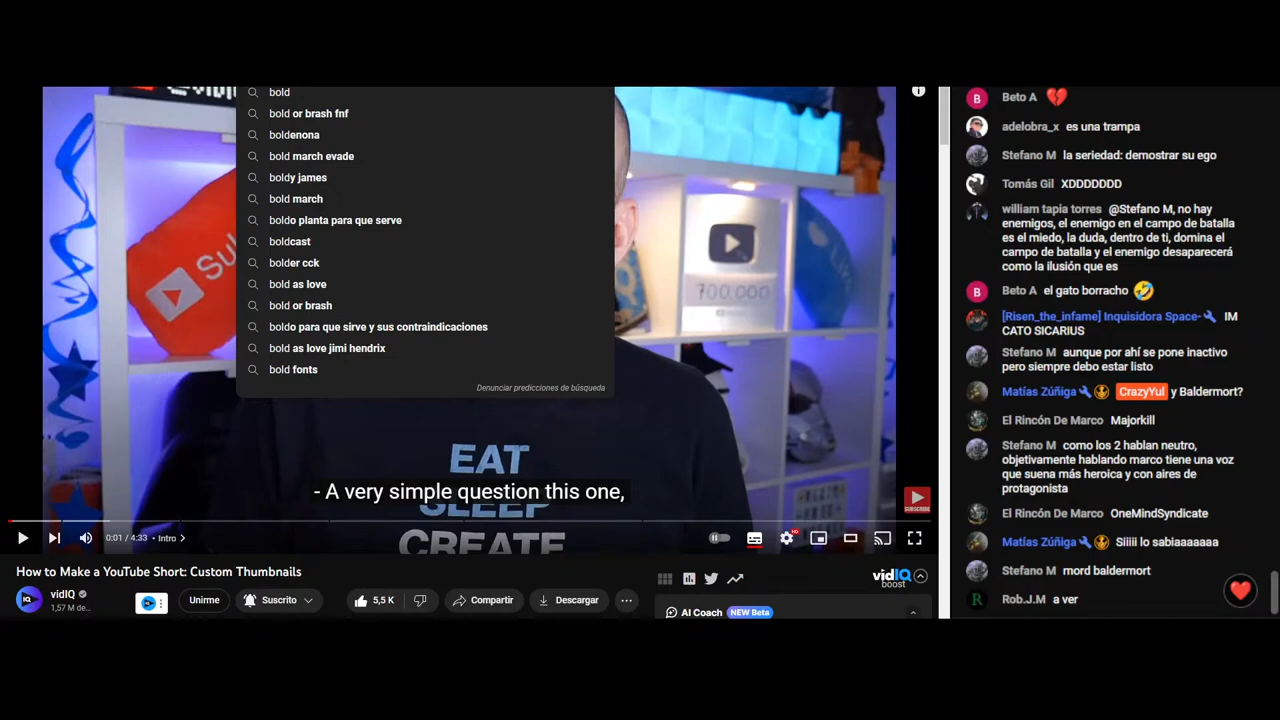 bold
bold or brash fnf
boldenona
bold march evade
boldy james
bold march
boldo planta para que serve
boldcast
bolder cck
bold as love
bold or brash
boldo para que sirve y sus contraindicaciones
bold as love jimi hendrix
bold fonts
Denunciar predicciones de búsqueda
700.000
EAT
SLEEP
CREATE
- A very simple question this one,
SUBSCRIBE
0:01 / 4:33 • Intro
HD
How to Make a YouTube Short: Custom Thumbnails
vidIQ
1,57 M de...
Unirme
Suscrito
5,5 K
Compartir
Descargar
vidIQ
boost
AI Coach NEW Beta
Beto A
adelobra_x es una trampa
Stefano M la seriedad: demostrar su ego
Tomás Gil XDDDDDDD
william tapia torres @Stefano M, no hay
enemigos, el enemigo en el campo de batalla
es el miedo, la duda, dentro de ti, domina el
campo de batalla y el enemigo desaparecerá
como la ilusión que es
Beto A el gato borracho
[Risen_the_infame] Inquisidora Space- IM
CATO SICARIUS
Stefano M aunque por ahí se pone inactivo
pero siempre debo estar listo
Matías Zúñiga CrazyYul y Baldermort?
El Rincón De Marco Majorkill
Stefano M como los 2 hablan neutro,
objetivamente hablando marco tiene una voz
que suena más heroica y con aires de
protagonista
El Rincón De Marco OneMindSyndicate
Matías Zúñiga Siiiii lo sabiaaaaaaa
Stefano M mord baldermort
Rob.J.M a ver